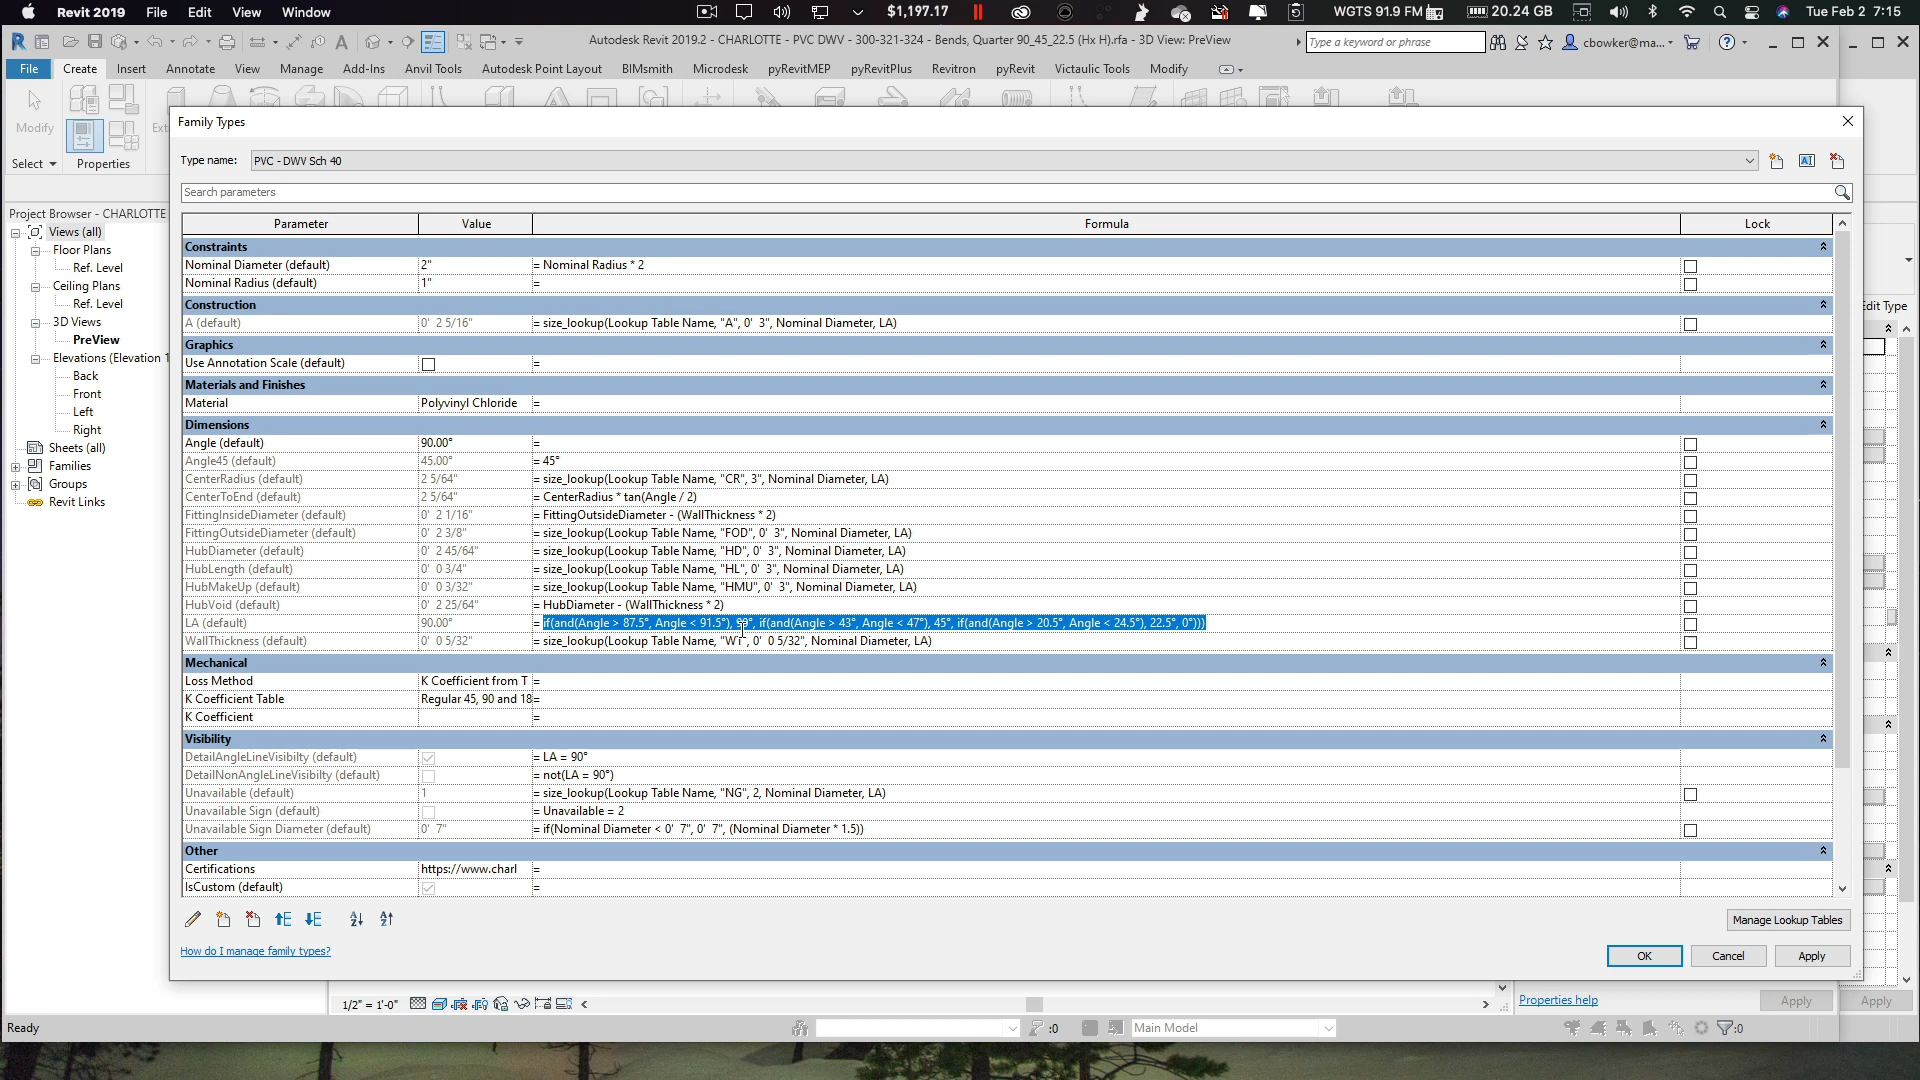 Revit 2019 File Edit View Window $1,197.17 WGTS 91.9 FM 20.24 GB Tue Feb 2 7:15
Autodesk Revit 2019.2 - CHARLOTTE - PVC DWV - 300-321-324 - Bends, Quarter 90_45_22.5 (Hx H).rfa - 3D View: PreView Type a keyword or phrase cbowker@ma...
File Create Insert Annotate View Manage Add-Ins Anvil Tools Autodesk Point Layout BIMsmith Microdesk pyRevitMEP pyRevitPlus Revitron pyRevit Victaulic Tools Modify
Modify
Select Properties
Family Types
Type name: PVC - DWV Sch 40
Search parameters
Project Browser - CHARLOTTE
Views (all)
Floor Plans
Ref. Level
Ceiling Plans
Ref. Level
3D Views
PreView
Elevations (Elevation 1
Back
Front
Left
Right
Sheets (all)
Families
Groups
Revit Links
Parameter Value Formula Lock
Constraints
Nominal Diameter (default) 2" = Nominal Radius * 2
Nominal Radius (default) 1" =
Construction
A (default) 0' 2 5/16" = size_lookup(Lookup Table Name, "A", 0' 3", Nominal Diameter, LA)
Graphics
Use Annotation Scale (default) =
Materials and Finishes
Material Polyvinyl Chloride =
Dimensions
Angle (default) 90.00° =
Angle45 (default) 45.00° = 45°
CenterRadius (default) 2 5/64" = size_lookup(Lookup Table Name, "CR", 3", Nominal Diameter, LA)
CenterToEnd (default) 2 5/64" = CenterRadius * tan(Angle / 2)
FittingInsideDiameter (default) 0' 2 1/16" = FittingOutsideDiameter - (WallThickness * 2)
FittingOutsideDiameter (default) 0' 2 3/8" = size_lookup(Lookup Table Name, "FOD", 0' 3", Nominal Diameter, LA)
HubDiameter (default) 0' 2 45/64" = size_lookup(Lookup Table Name, "HD", 0' 3", Nominal Diameter, LA)
HubLength (default) 0' 0 3/4" = size_lookup(Lookup Table Name, "HL", 0' 3", Nominal Diameter, LA)
HubMakeUp (default) 0' 0 3/32" = size_lookup(Lookup Table Name, "HMU", 0' 3", Nominal Diameter, LA)
HubVoid (default) 0' 2 25/64" = HubDiameter - (WallThickness * 2)
LA (default) 90.00° = if(and(Angle > 87.5°, Angle < 91.5°), 90°, if(and(Angle > 43°, Angle < 47°), 45°, if(and(Angle > 20.5°, Angle < 24.5°), 22.5°, 0°)))
WallThickness (default) 0' 0 5/32" = size_lookup(Lookup Table Name, "WT", 0' 0 5/32", Nominal Diameter, LA)
Mechanical
Loss Method K Coefficient from T =
K Coefficient Table Regular 45, 90 and 18 =
K Coefficient =
Visibility
DetailAngleLineVisibilty (default) = LA = 90°
DetailNonAngleLineVisibilty (default) = not(LA = 90°)
Unavailable (default) 1 = size_lookup(Lookup Table Name, "NG", 2, Nominal Diameter, LA)
Unavailable Sign (default) = Unavailable = 2
Unavailable Sign Diameter (default) 0' 7" = if(Nominal Diameter < 0' 7", 0' 7", (Nominal Diameter * 1.5))
Other
Certifications https://www.charl =
IsCustom (default) =
Manage Lookup Tables
How do I manage family types?
OK Cancel Apply
Edit Type
1/2" = 1'-0"
Properties help Apply Apply
Ready :0 Main Model :0